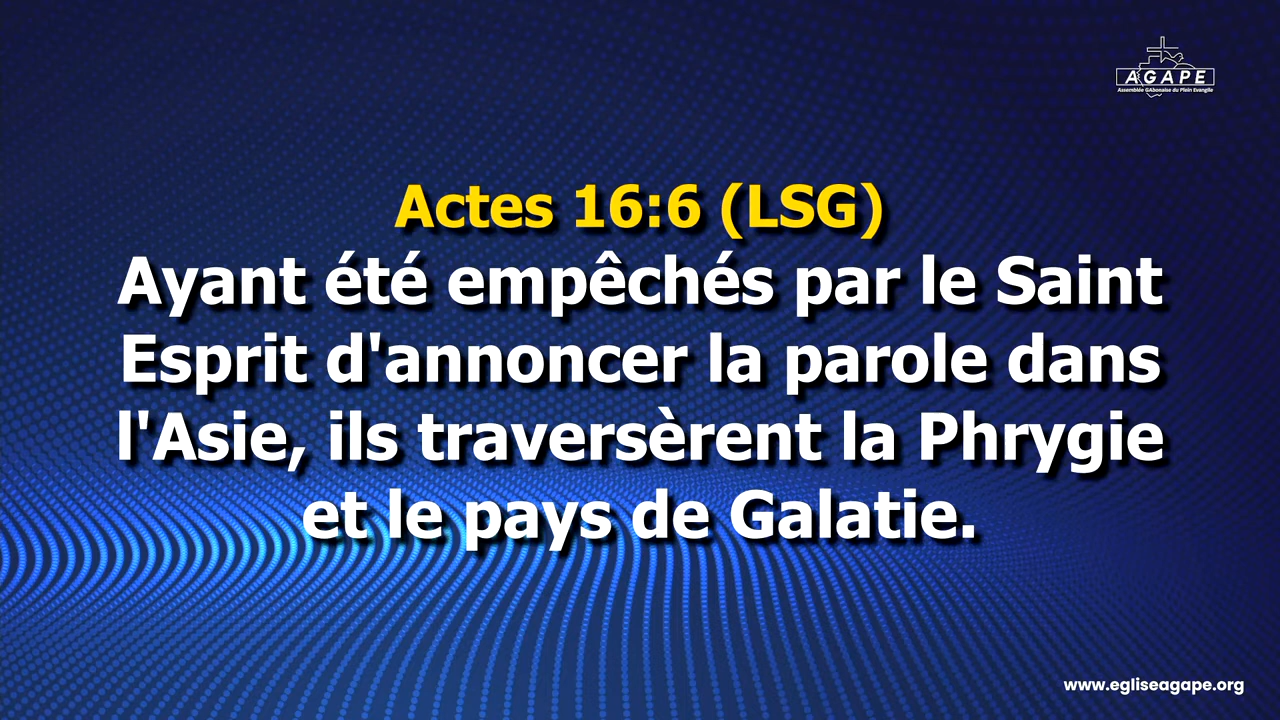 AGAPE
Assemblée GAbonaise du Plein Evangile
Actes 16:6 (LSG)
Ayant été empêchés par le Saint
Esprit d'annoncer la parole dans
l'Asie, ils traversèrent la Phrygie
et le pays de Galatie.
www.egliseagape.org